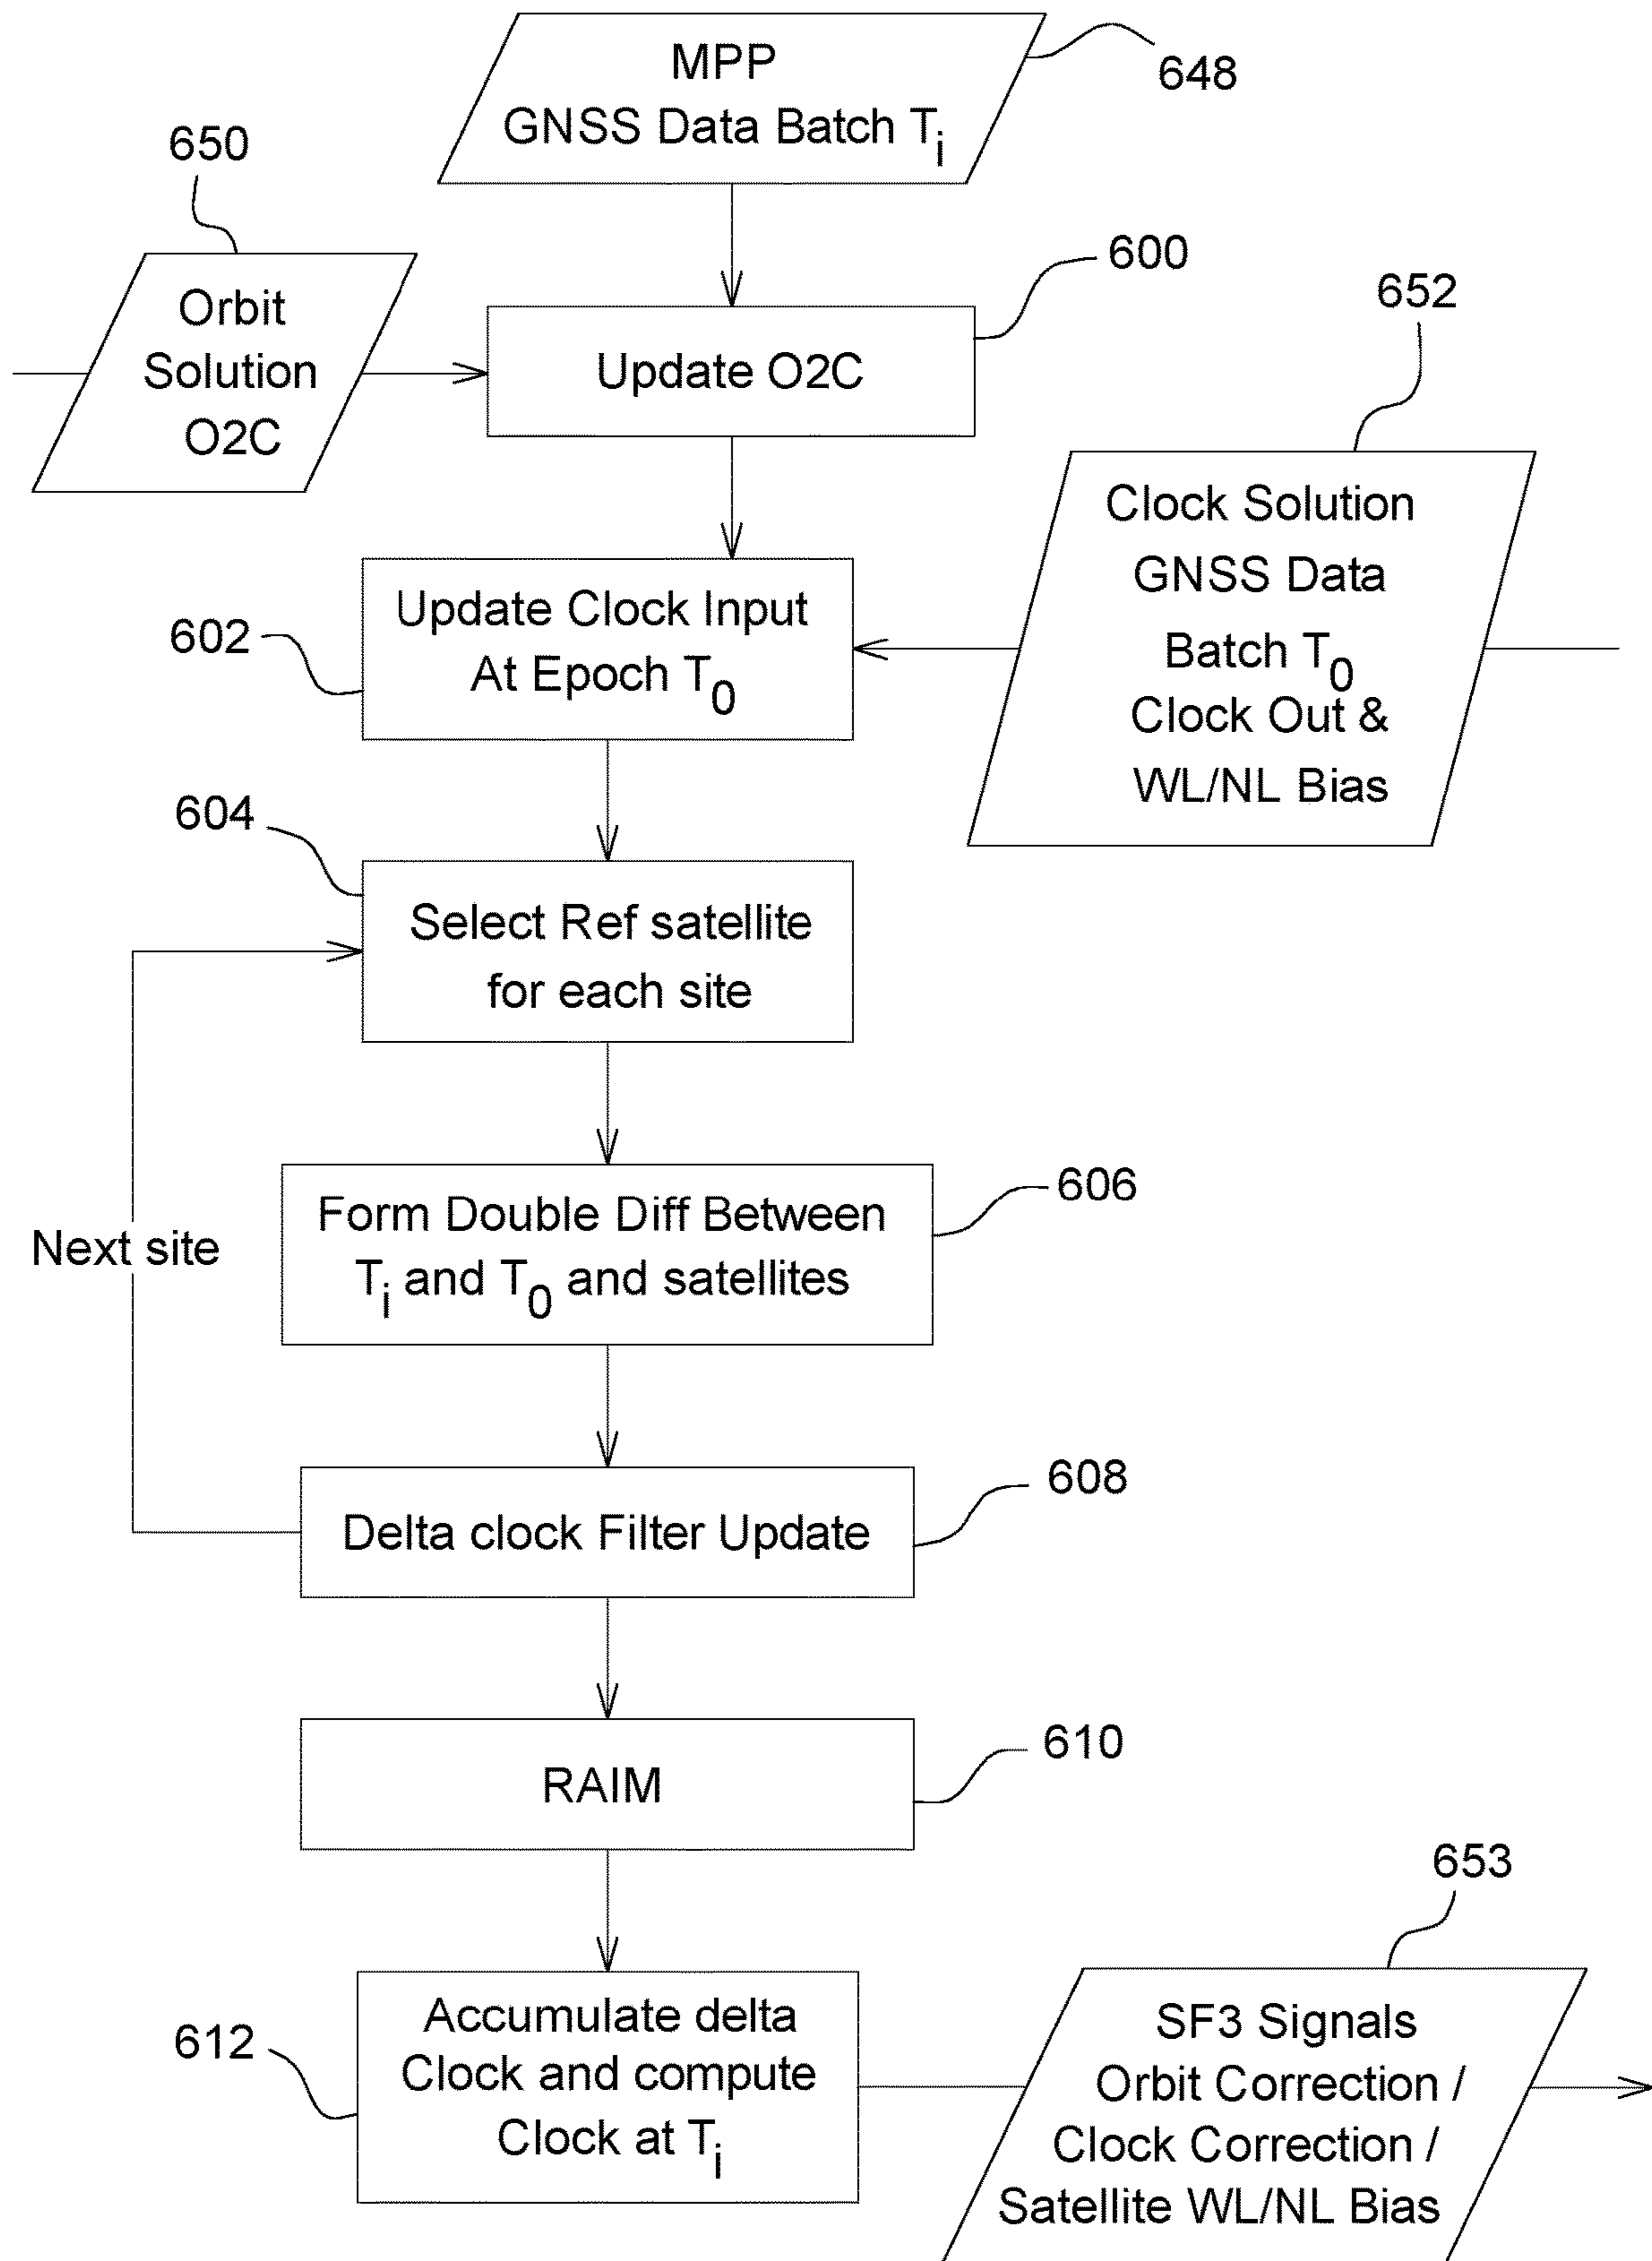 MPP
GNSS Data Batch Ti
648
650
Orbit
Solution
O2C
600
Update O2C
652
Clock Solution
GNSS Data
Batch T0
Clock Out &
WL/NL Bias
Update Clock Input
At Epoch T0
602
604
Select Ref satellite
for each site
Form Double Diff Between
Ti and T0 and satellites
606
Next site
608
Delta clock Filter Update
610
RAIM
653
612
Accumulate delta
Clock and compute
Clock at Ti
SF3 Signals
Orbit Correction /
Clock Correction /
Satellite WL/NL Bias